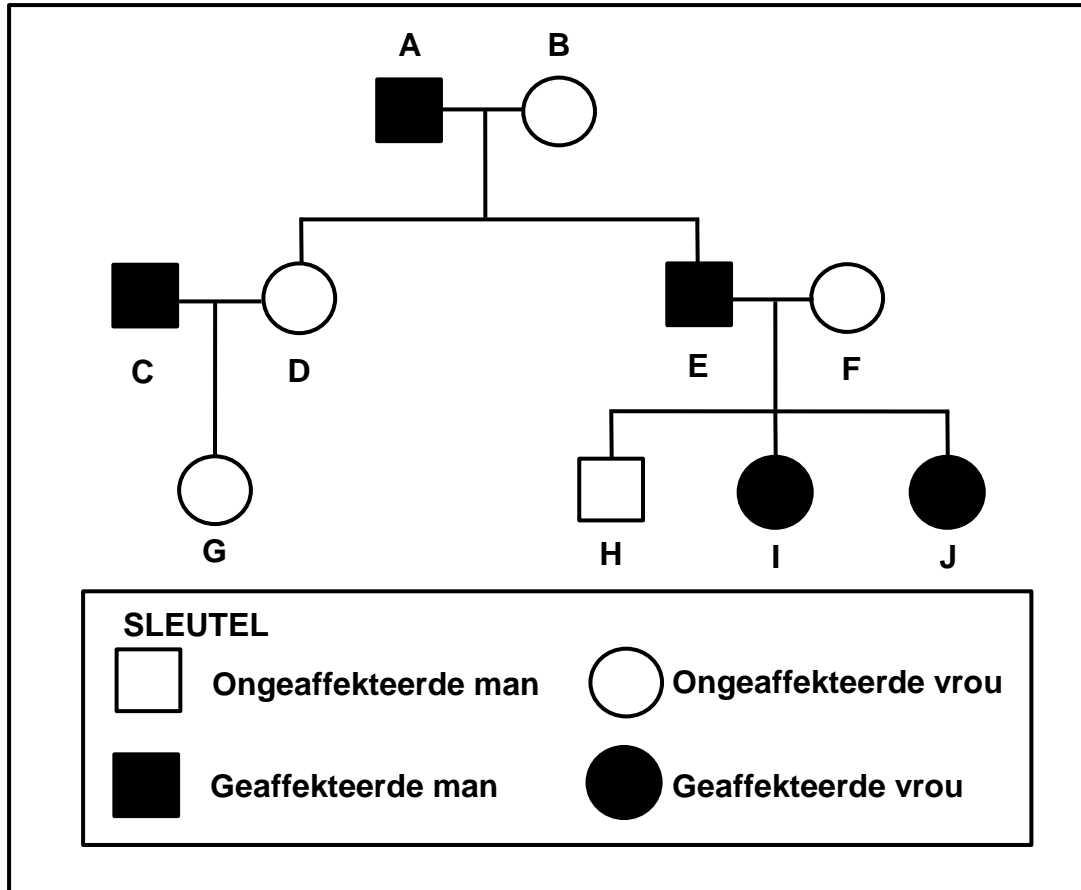 A B
C D E F
G H I J
SLEUTEL
Ongeaffekteerde man Ongeaffekteerde vrou
Geaffekteerde man Geaffekteerde vrou